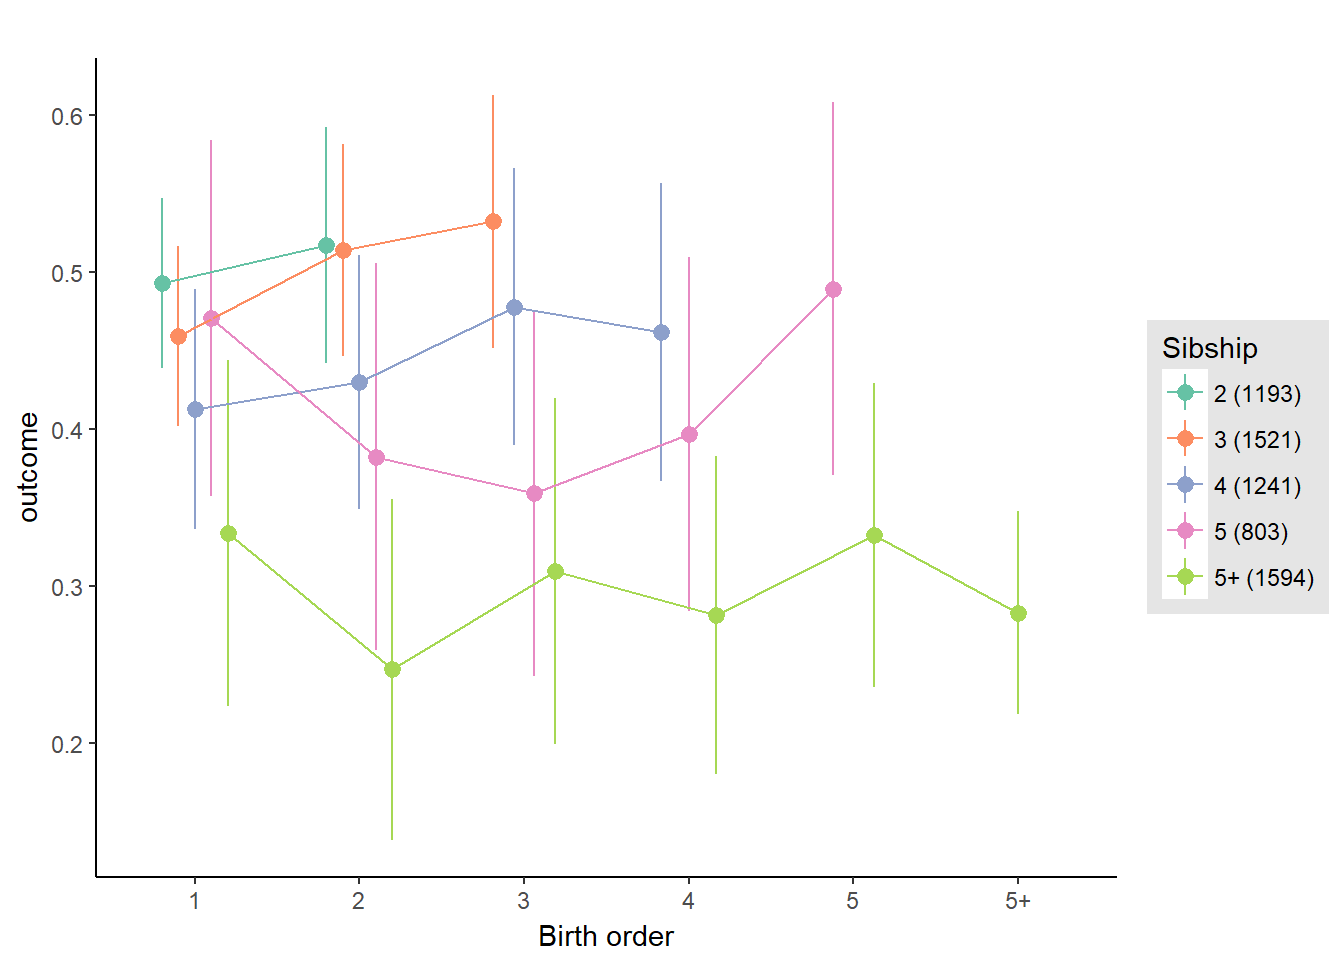 0.6
0.5
0.4
0.3
0.2
outcome
1 2 3 4 5 5+
Birth order
Sibship
2 (1193)
3 (1521)
4 (1241)
5 (803)
5+ (1594)